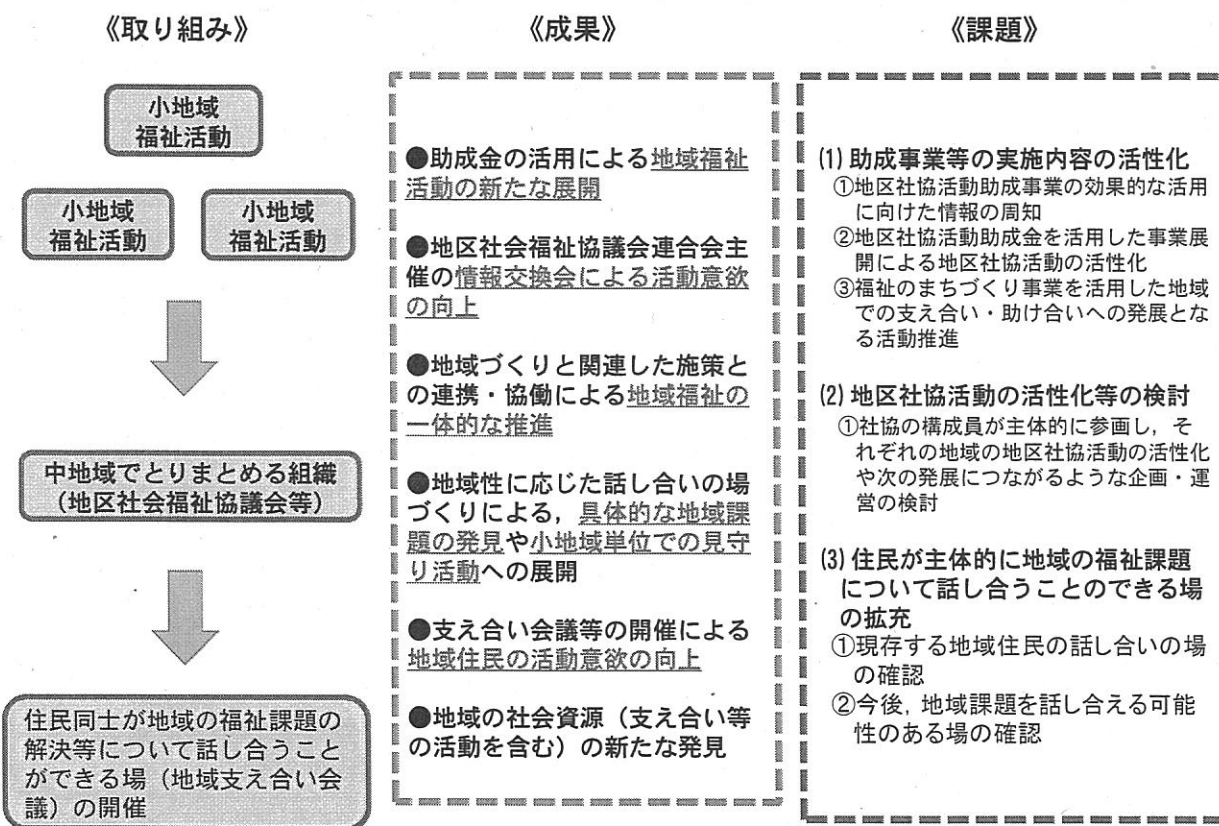 《取り組み》
小地域
福祉活動
小地域
福祉活動
小地域
福祉活動
中地域でとりまとめる組織
(地区社会福祉協議会等)
住民同士が地域の福祉課題の
解決等について話し合うこと
ができる場（地域支え合い会
議）の開催
《成果》
●助成金の活用による地域福祉
活動の新たな展開
●地区社会福祉協議会連合会主
催の情報交換会による活動意欲
の向上
●地域づくりと関連した施策と
の連携・協働による地域福祉の
一体的な推進
●地域性に応じた話し合いの場
づくりによる，具体的な地域課
題の発見や小地域単位での見守
り活動への展開
●支え合い会議等の開催による
地域住民の活動意欲の向上
●地域の社会資源（支え合い等
の活動を含む）の新たな発見
《課題》
(1) 助成事業等の実施内容の活性化
①地区社協活動助成事業の効果的な活用
に向けた情報の周知
②地区社協活動助成金を活用した事業展
開による地区社協活動の活性化
③福祉のまちづくり事業を活用した地域
での支え合い・助け合いへの発展とな
る活動推進
(2) 地区社協活動の活性化等の検討
①社協の構成員が主体的に参画し，そ
れぞれの地域の地区社協活動の活性化
や次の発展につながるような企画・運
営の検討
(3) 住民が主体的に地域の福祉課題
について話し合うことのできる場
の拡充
①現存する地域住民の話し合いの場
の確認
②今後，地域課題を話し合える可能
性のある場の確認